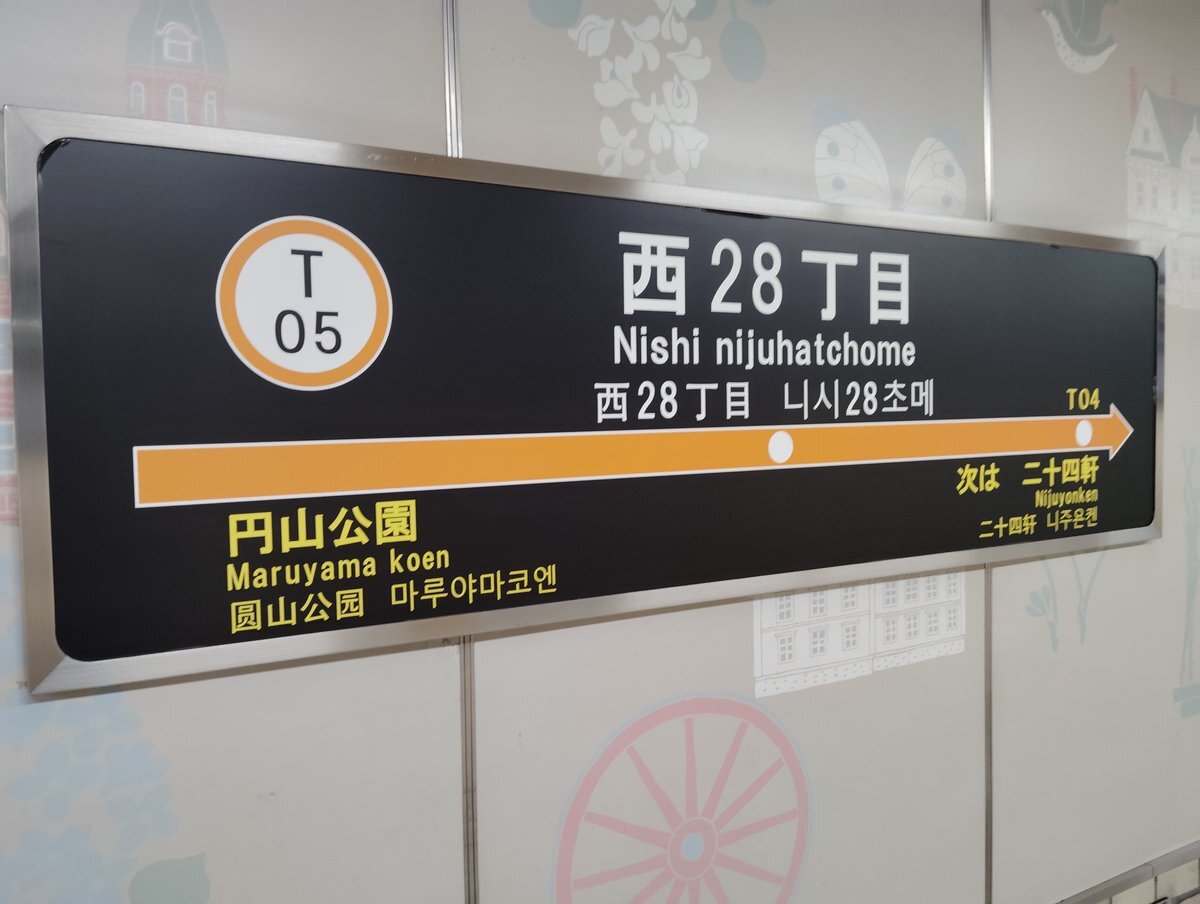 T
05
西28丁目
Nishi nijuhatchome
西28丁目 니시28초메
T04
円山公園
Maruyama koen
圆山公园 마루야마코엔
次は 二十四軒
Nijuyonken
二十四轩 니주욘켄